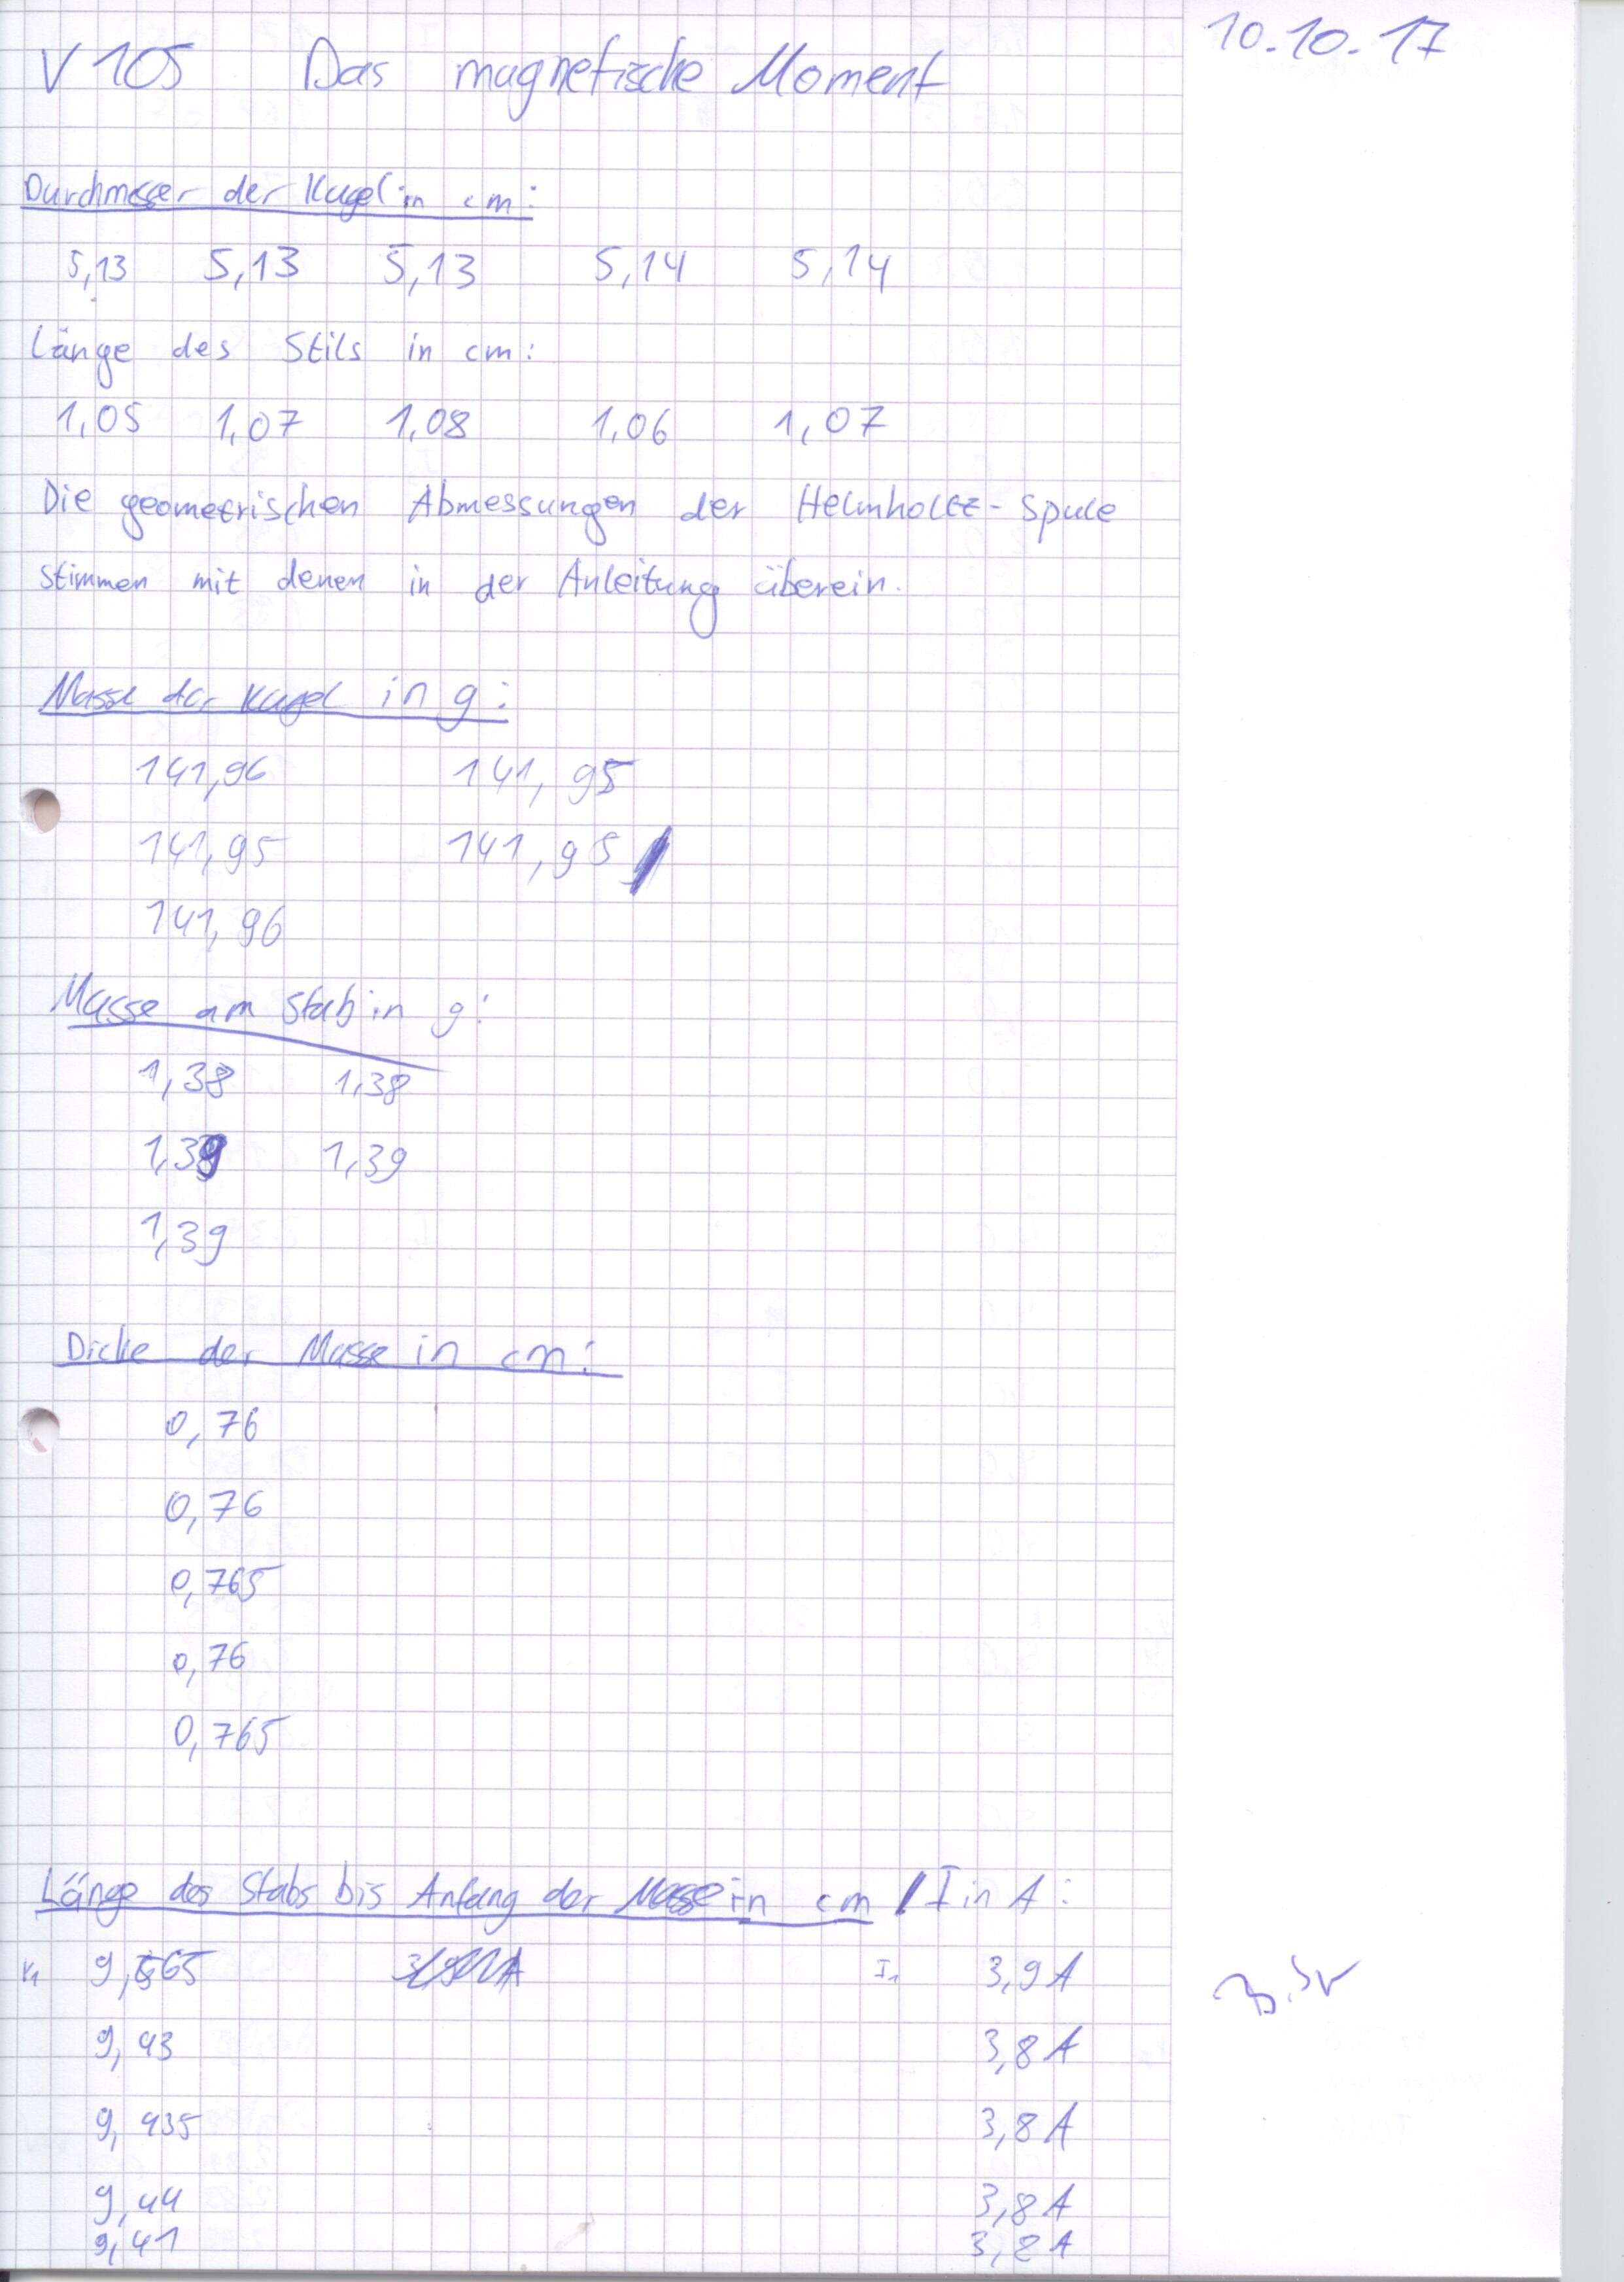 10.10.17
V105 Das magnetische Moment
Durchmesser der Kugel in cm:
5,13 5,13 5,13 5,14 5,14
Länge des Stils in cm:
1,05 1,07 1,08 1,06 1,07
Die geometrischen Abmessungen der Helmholtz-Spule
stimmen mit denen in der Anleitung überein.
Masse der Kugel in g:
141,96 141,95
141,95 141,95
141,96
Masse am Stab in g:
1,38 1,38
1,39 1,39
1,39
Dicke der Masse in cm:
0,76
0,76
0,765
0,76
0,765
Länge des Stabs bis Anfang der Masse in cm / I in A:
9,565 I1 3,9 A
9,43 3,8 A
9,435 3,8 A
9,44 3,8 A
9,41 3,8 A